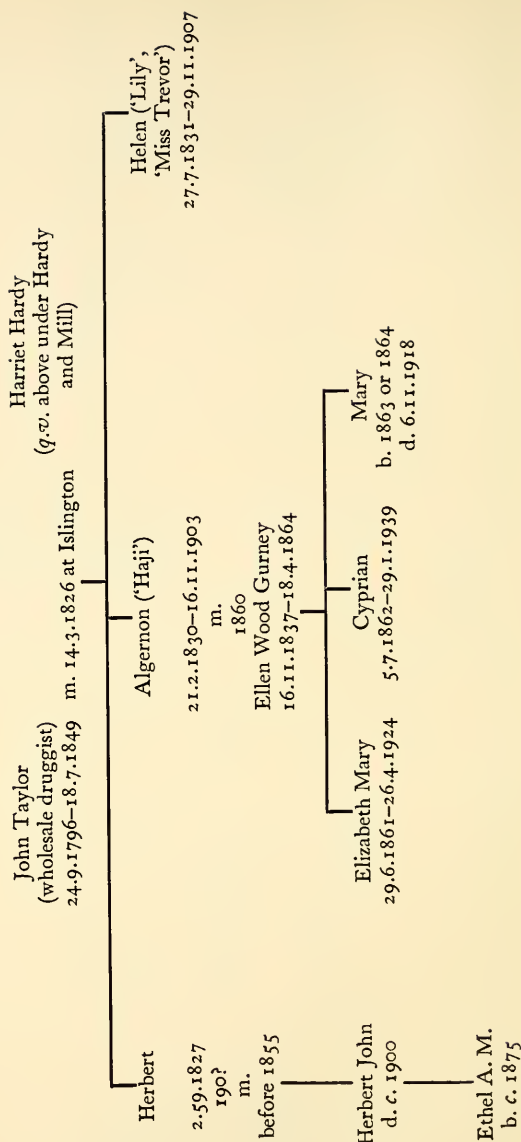 John Taylor
(wholesale druggist)
24.9.1796–18.7.1849
m. 14.3.1826 at Islington
Harriet Hardy
(q.v. above under Hardy
and Mill)
Herbert
2.59.1827
190?
m.
before 1855
Algernon (‘Haji’)
21.2.1830–16.11.1903
m.
1860
Ellen Wood Gurney
16.11.1837–18.4.1864
Helen (‘Lily’,
‘Miss Trevor’)
27.7.1831–29.11.1907
Herbert John
d. c. 1900
Elizabeth Mary
29.6.1861–26.4.1924
Cyprian
5.7.1862–29.1.1939
Mary
b. 1863 or 1864
d. 6.11.1918
Ethel A. M.
b. c. 1875